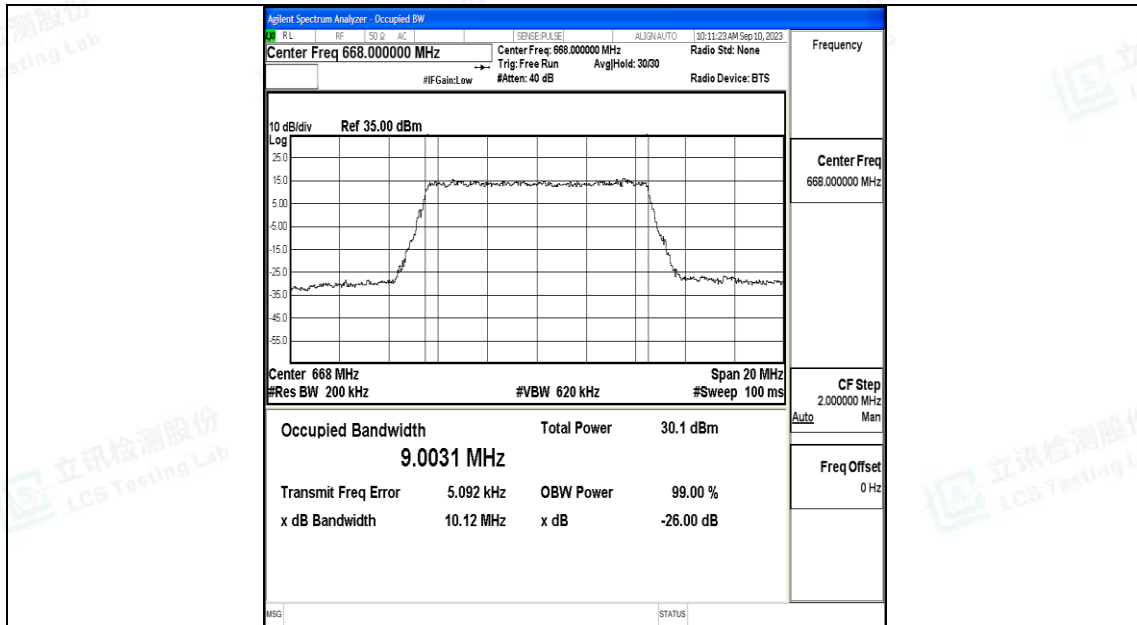 Agilent Spectrum Analyzer - Occupied BW
LXI RL RF 50 Ω AC SENSE:PULSE ALIGN AUTO 10:11:23 AM Sep 10, 2023
Center Freq 668.000000 MHz
Center Freq: 668.000000 MHz Radio Std: None
Trig: Free Run Avg|Hold: 30/30
#IFGain:Low #Atten: 40 dB Radio Device: BTS
Frequency
10 dB/div Ref 35.00 dBm
Log
25.0
15.0
5.00
-5.00
-15.0
-25.0
-35.0
-45.0
-55.0
Center 668 MHz Span 20 MHz
#Res BW 200 kHz #VBW 620 kHz #Sweep 100 ms
Occupied Bandwidth Total Power 30.1 dBm
9.0031 MHz
Transmit Freq Error 5.092 kHz OBW Power 99.00 %
x dB Bandwidth 10.12 MHz x dB -26.00 dB
Center Freq
668.000000 MHz
CF Step
2.000000 MHz
Auto Man
Freq Offset
0 Hz
MSG STATUS
立讯检测股份
LCS Testing Lab
立讯检测股份
LCS Testing L
sting Lab